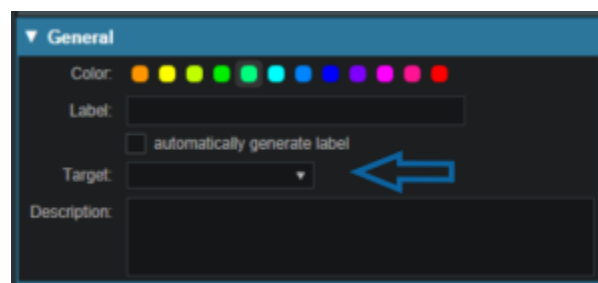 General
Color:
Label:
automatically generate label
Target:
Description: